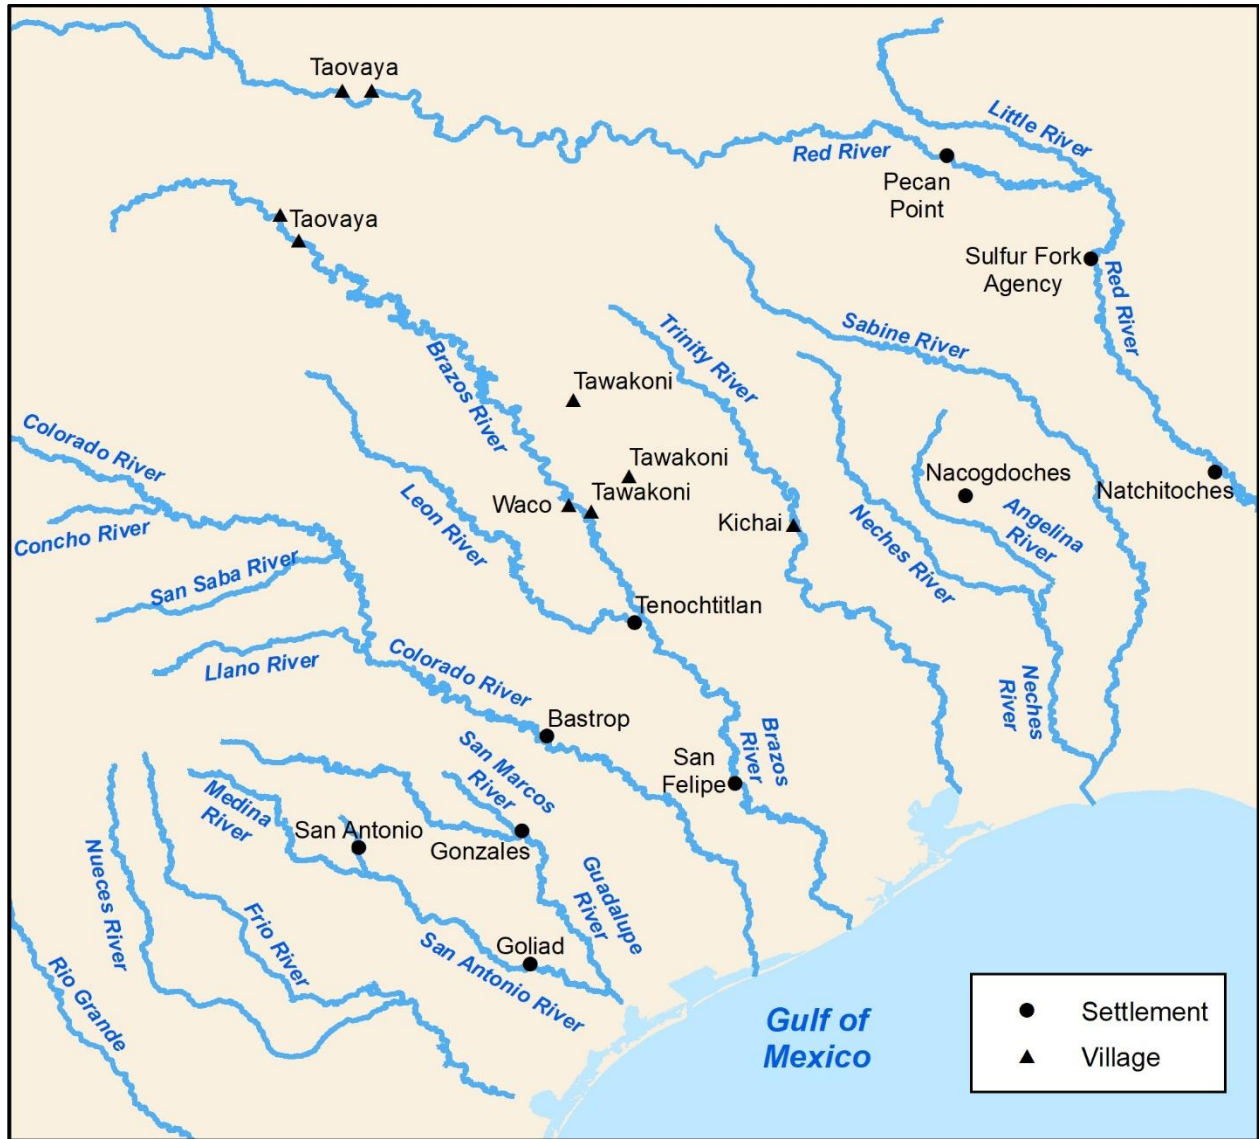 Taovaya
Little River
Red River
Pecan
Point
Taovaya
Sulfur Fork
Agency
Red River
Sabine River
Trinity River
Brazos River
Tawakoni
Colorado River
Tawakoni
Nacogdoches
Natchitoches
Waco
Tawakoni
Leon River
Kichai
Angelina
River
Neches River
Concho River
San Saba River
Tenochtitlan
Llano River
Colorado River
Neches
River
Bastrop
San Marcos
River
San
Felipe
Brazos
River
Medina
River
San Antonio
Gonzales
Nueces River
Guadalupe
River
Frio River
Goliad
San Antonio River
Rio Grande
Gulf of
Mexico
Settlement
Village